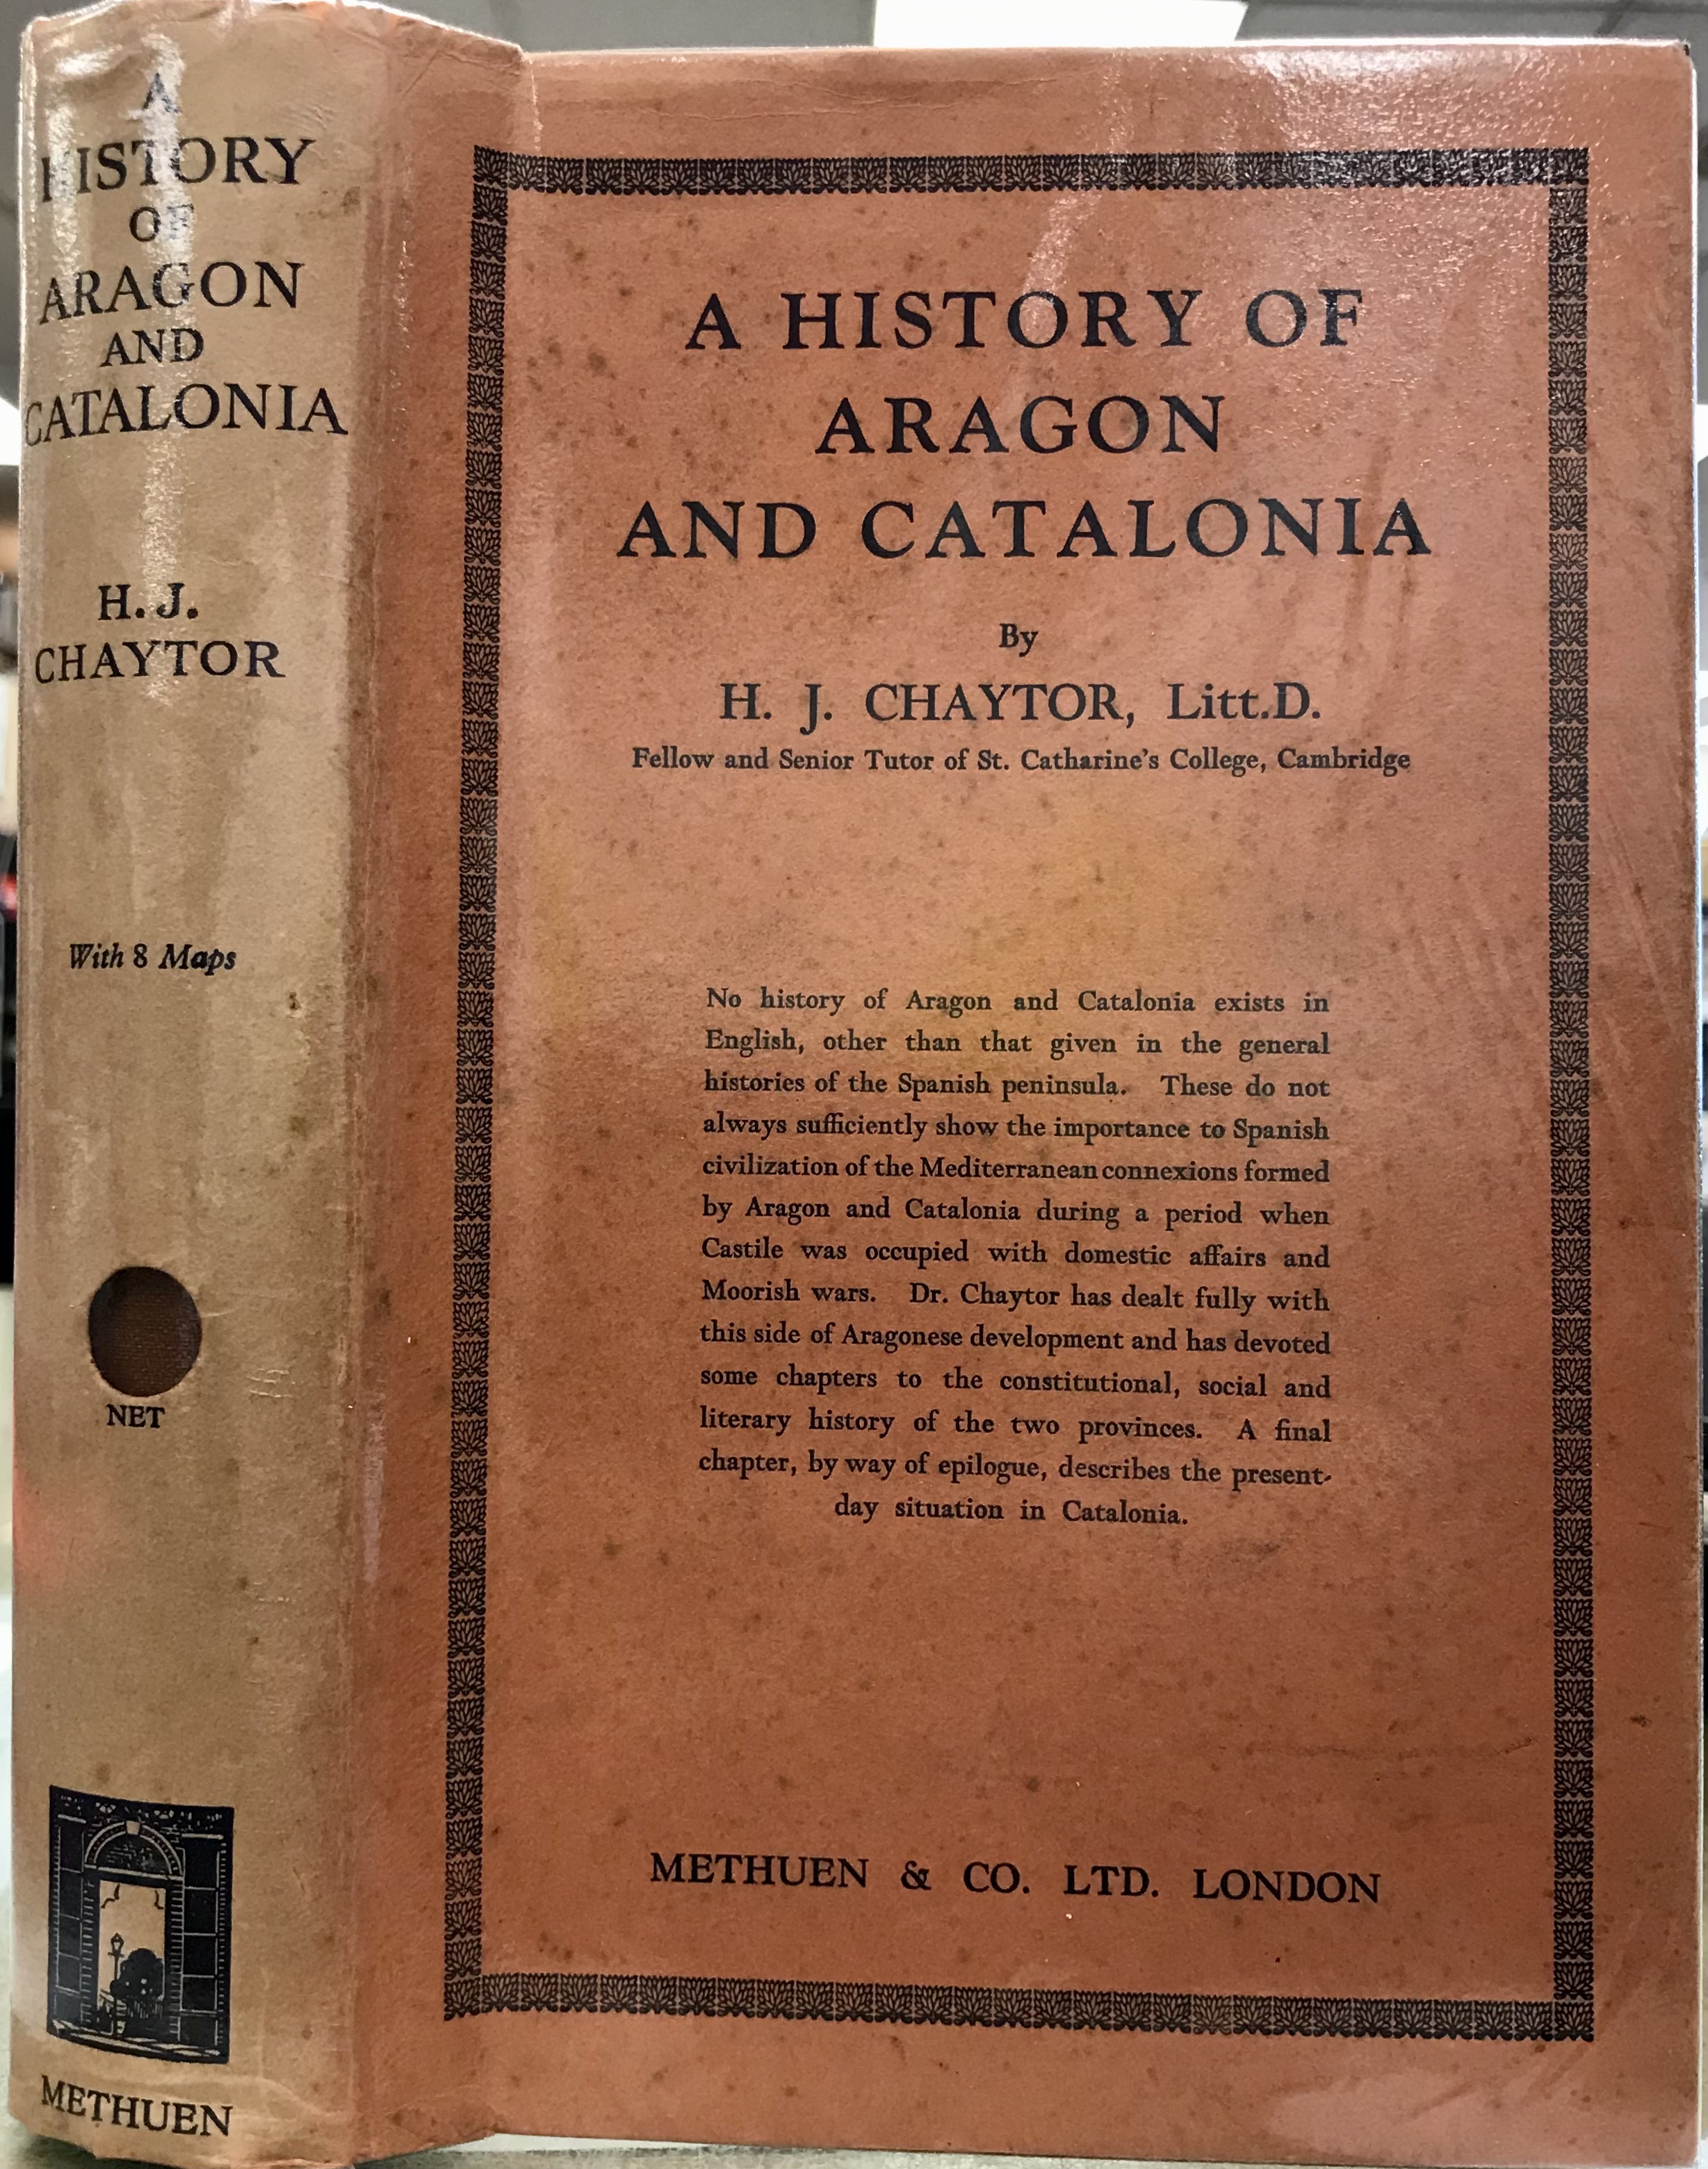 A
HISTORY
OF
ARAGON
AND
CATALONIA
H. J.
CHAYTOR
With 8 Maps
NET
METHUEN
A HISTORY OF
ARAGON
AND CATALONIA
By
H. J. CHAYTOR, Litt.D.
Fellow and Senior Tutor of St. Catharine's College, Cambridge
No history of Aragon and Catalonia exists in
English, other than that given in the general
histories of the Spanish peninsula. These do not
always sufficiently show the importance to Spanish
civilization of the Mediterranean connexions formed
by Aragon and Catalonia during a period when
Castile was occupied with domestic affairs and
Moorish wars. Dr. Chaytor has dealt fully with
this side of Aragonese development and has devoted
some chapters to the constitutional, social and
literary history of the two provinces. A final
chapter, by way of epilogue, describes the present-
day situation in Catalonia.
METHUEN & CO. LTD. LONDON